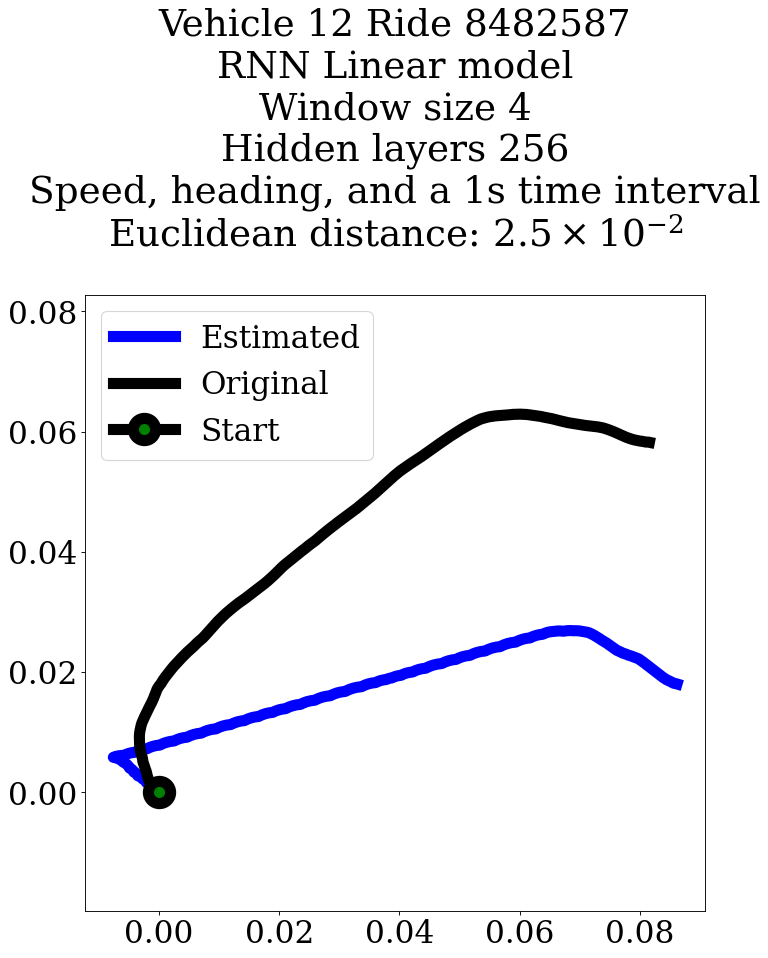 Vehicle 12 Ride 8482587
RNN Linear model
Window size 4
Hidden layers 256
Speed, heading, and a 1s time interval
Euclidean distance: 2.5 × 10⁻²
Estimated
Original
Start
0.08
0.06
0.04
0.02
0.00
0.00 0.02 0.04 0.06 0.08